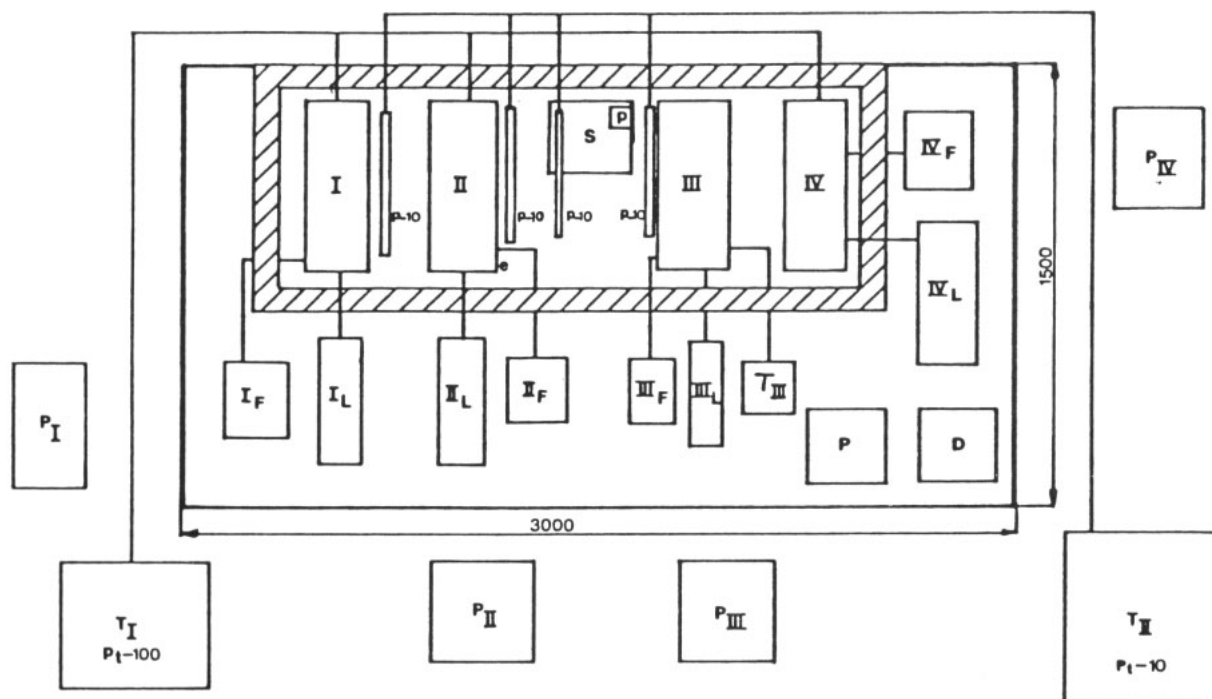 I
II
S
P
III
IV
IV F
P IV
p-10
p-10
p-10
p-10
e
IV L
1500
P I
I F
I L
II L
II F
III F
III L
T III
P
D
3000
T I
Pt-100
P II
P III
T II
Pt-10